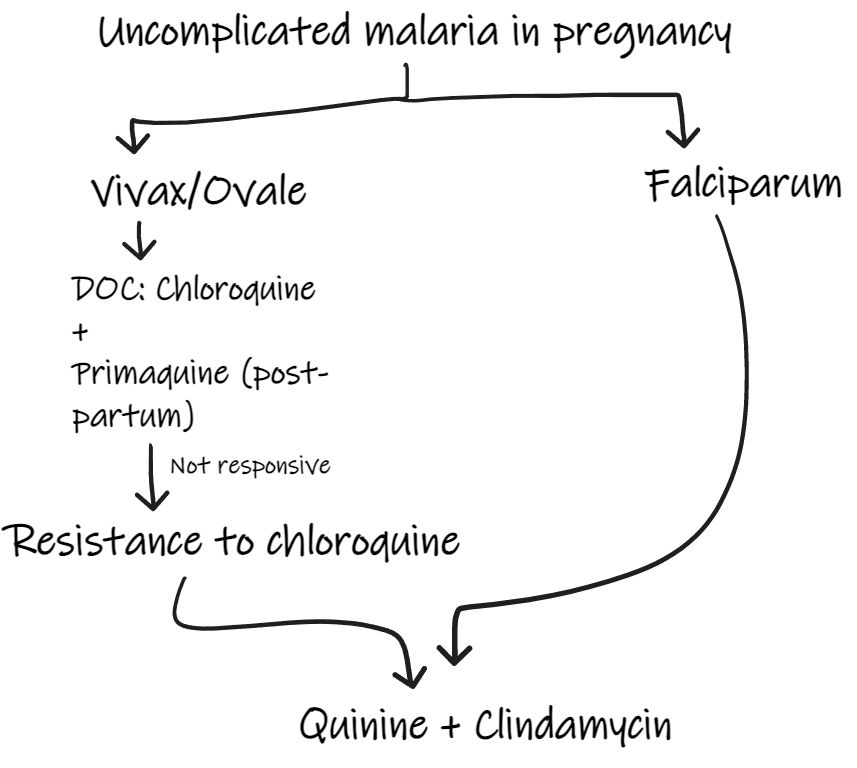 Uncomplicated malaria in pregnancy
Vivax/Ovale
Falciparum
DOC: Chloroquine
+
Primaquine (post-
partum)
Not responsive
Resistance to chloroquine
Quinine + Clindamycin